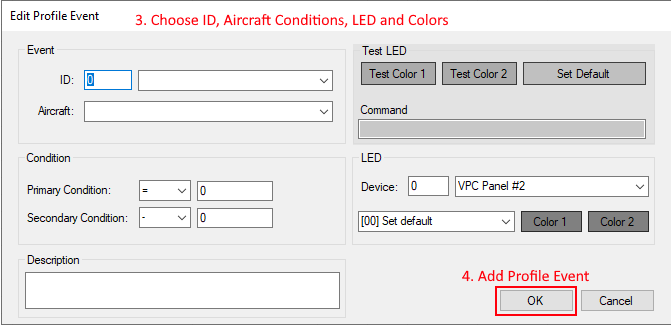 Edit Profile Event
3. Choose ID, Aircraft Conditions, LED and Colors
Event
ID:
0
Aircraft:
Test LED
Test Color 1
Test Color 2
Set Default
Command
Condition
Primary Condition:
=
0
Secondary Condition:
-
0
LED
Device:
0
VPC Panel #2
[00] Set default
Color 1
Color 2
Description
4. Add Profile Event
OK
Cancel